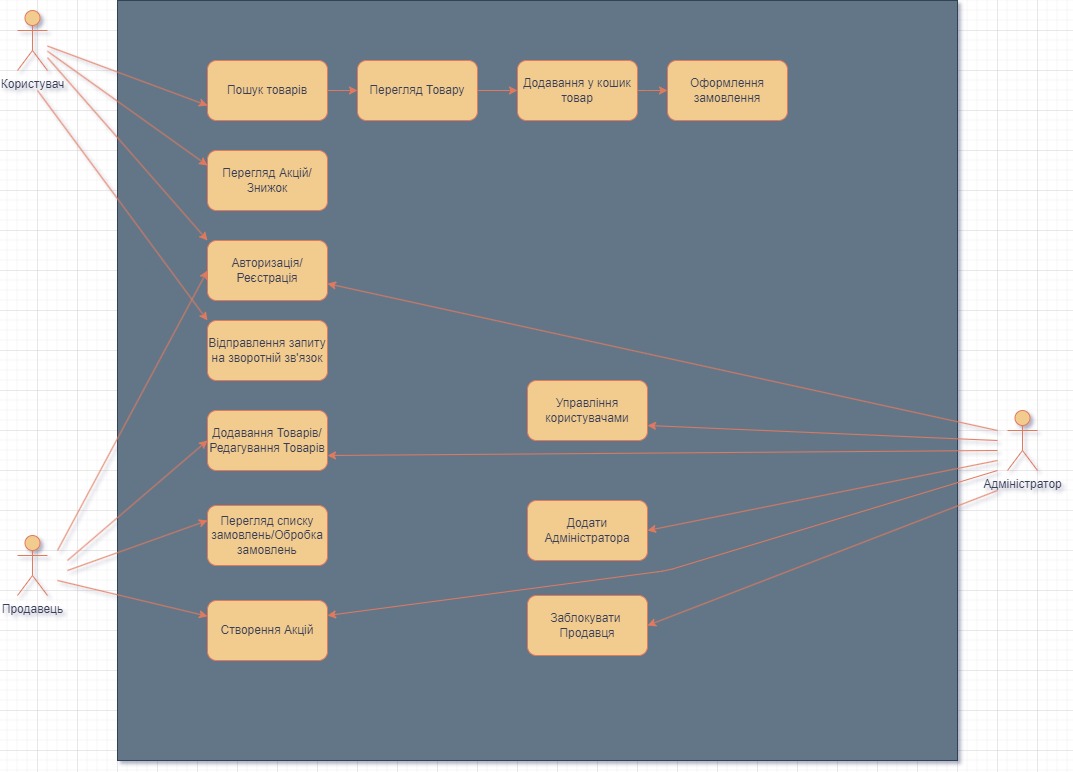 Користувач
Пошук товарів
Перегляд Товару
Додавання у кошик
товар
Оформлення
замовлення
Перегляд Акцій/
Знижок
Авторизація/
Реєстрація
Відправлення запиту
на зворотній зв'язок
Управління
користувачами
Додавання Товарів/
Редагування Товарів
Адміністратор
Перегляд списку
замовлень/Обробка
замовлень
Додати
Адміністратора
Продавець
Створення Акцій
Заблокувати
Продавця